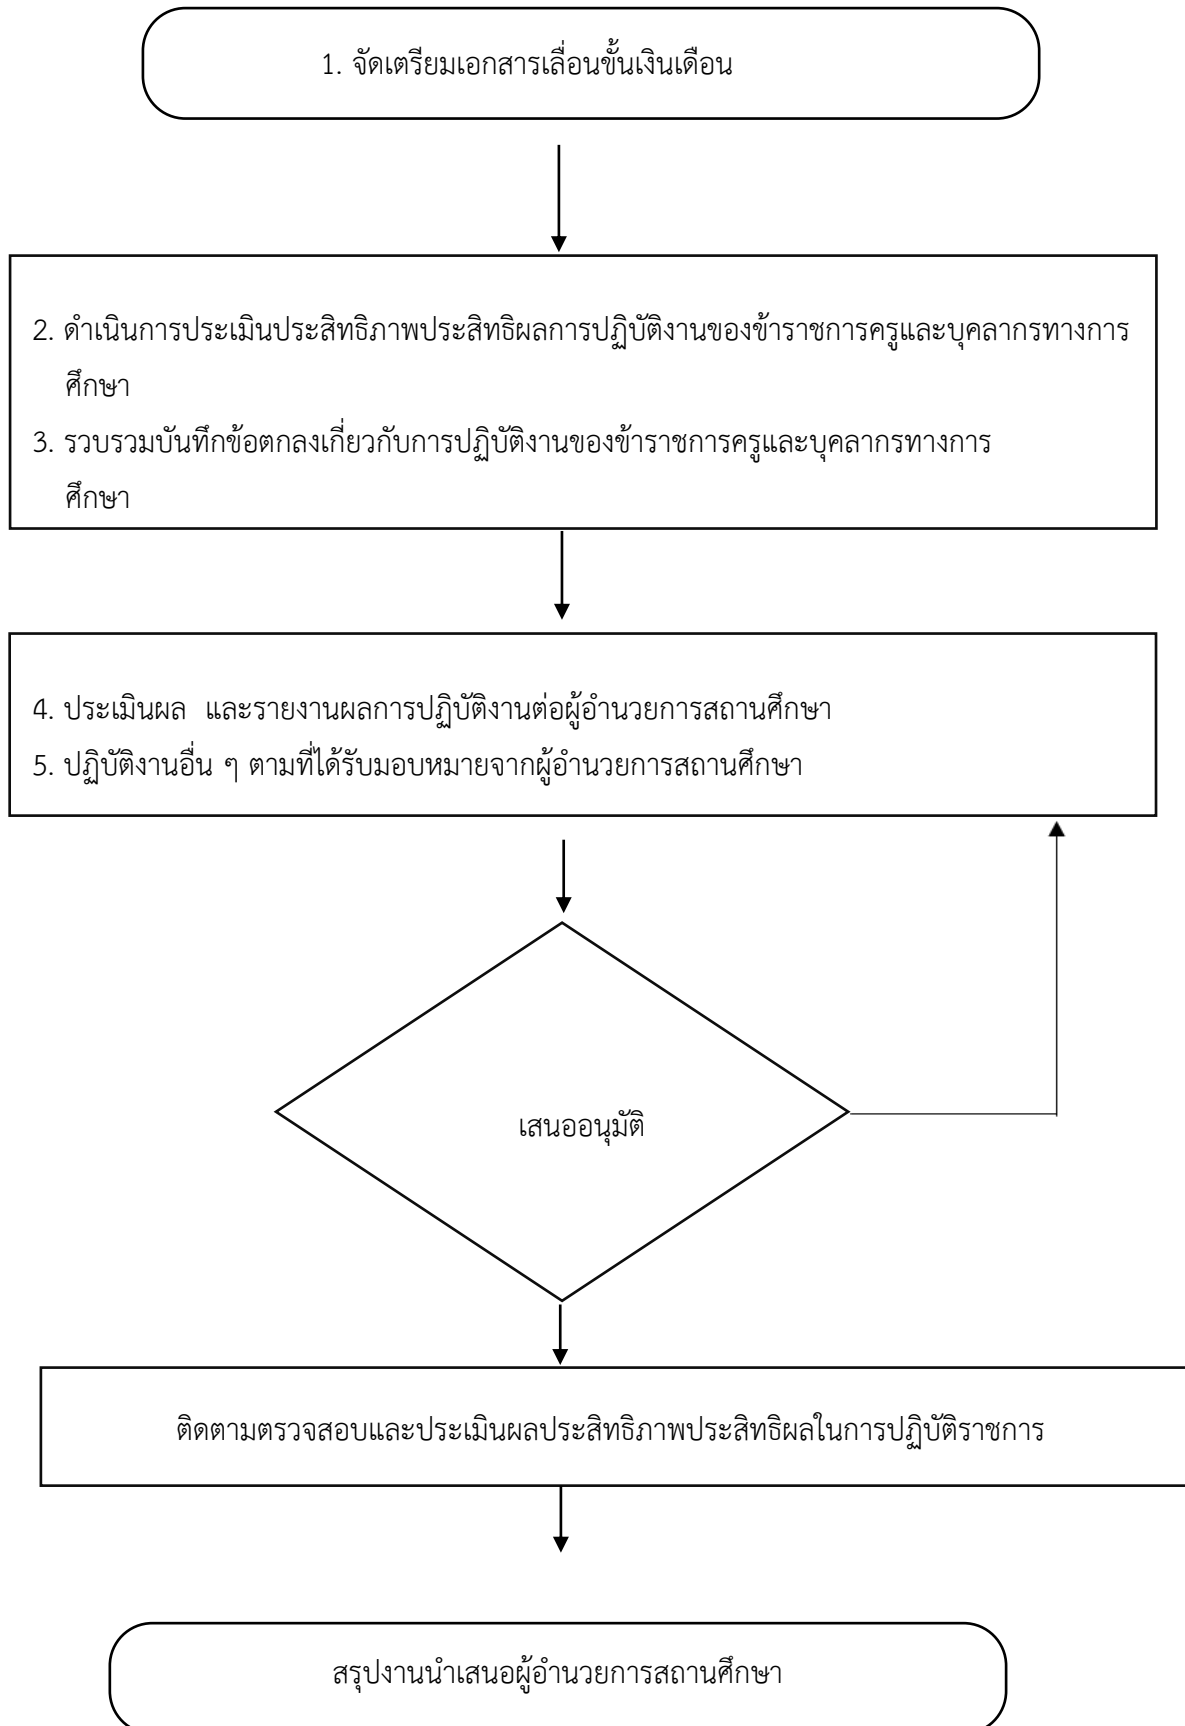 1. จัดเตรียมเอกสารเลื่อนขั้นเงินเดือน
2. ดำเนินการประเมินประสิทธิภาพประสิทธิผลการปฏิบัติงานของข้าราชการครูและบุคลากรทางการ
ศึกษา
3. รวบรวมบันทึกข้อตกลงเกี่ยวกับการปฏิบัติงานของข้าราชการครูและบุคลากรทางการ
ศึกษา
4. ประเมินผล และรายงานผลการปฏิบัติงานต่อผู้อำนวยการสถานศึกษา
5. ปฏิบัติงานอื่น ๆ ตามที่ได้รับมอบหมายจากผู้อำนวยการสถานศึกษา
เสนออนุมัติ
ติดตามตรวจสอบและประเมินผลประสิทธิภาพประสิทธิผลในการปฏิบัติราชการ
สรุปงานนำเสนอผู้อำนวยการสถานศึกษา